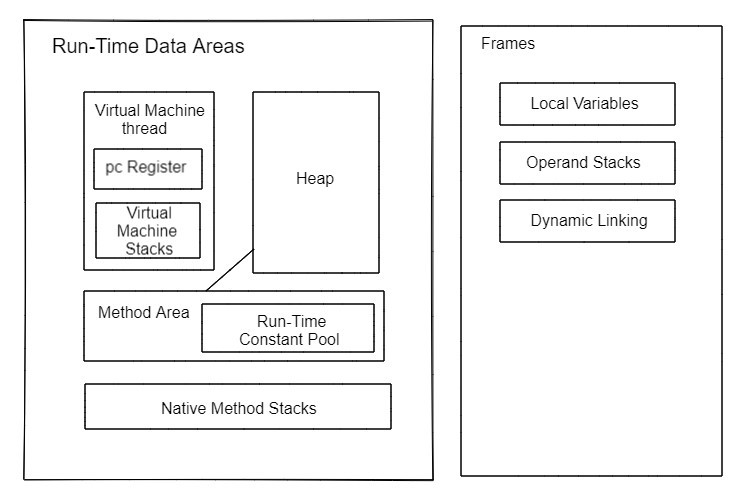 Run-Time Data Areas
Virtual Machine
thread
pc Register
Virtual
Machine
Stacks
Heap
Method Area
Run-Time
Constant Pool
Native Method Stacks
Frames
Local Variables
Operand Stacks
Dynamic Linking